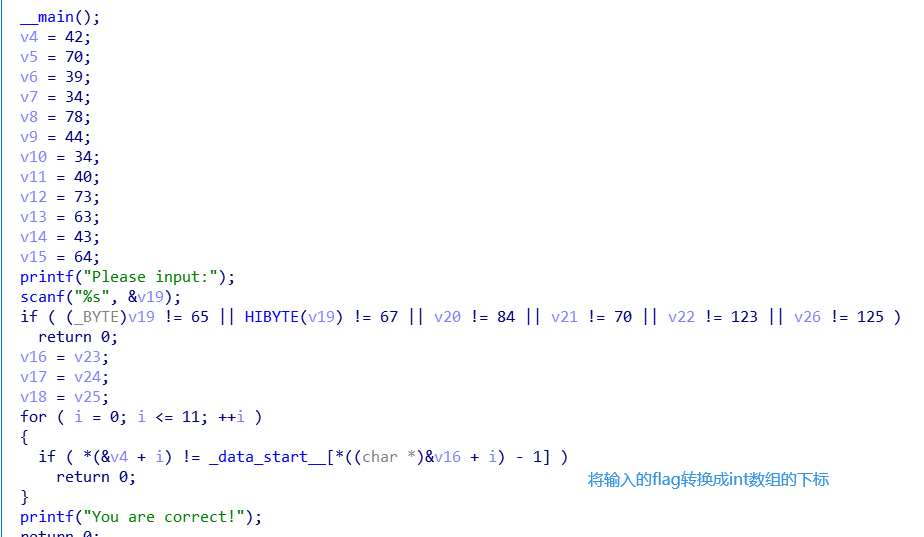 __main();
v4 = 42;
v5 = 70;
v6 = 39;
v7 = 34;
v8 = 78;
v9 = 44;
v10 = 34;
v11 = 40;
v12 = 73;
v13 = 63;
v14 = 43;
v15 = 64;
printf("Please input:");
scanf("%s", &v19);
if ( (_BYTE)v19 != 65 || HIBYTE(v19) != 67 || v20 != 84 || v21 != 70 || v22 != 123 || v26 != 125 )
return 0;
v16 = v23;
v17 = v24;
v18 = v25;
for ( i = 0; i <= 11; ++i )
{
if ( *(&v4 + i) != _data_start__[*((char *)&v16 + i) - 1] )
return 0;
将输入的flag转换成int数组的下标
}
printf("You are correct!");
return 0;